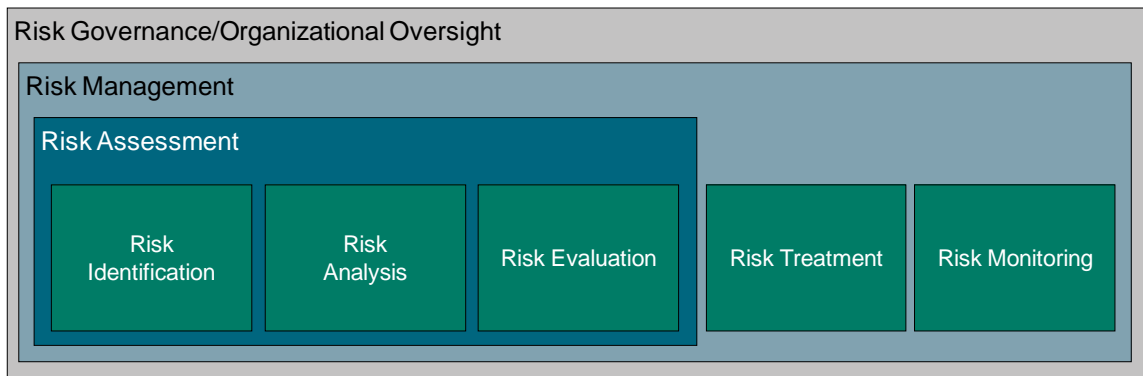 Risk Governance/Organizational Oversight
Risk Management
Risk Assessment
Risk
Identification
Risk
Analysis
Risk Evaluation
Risk Treatment
Risk Monitoring